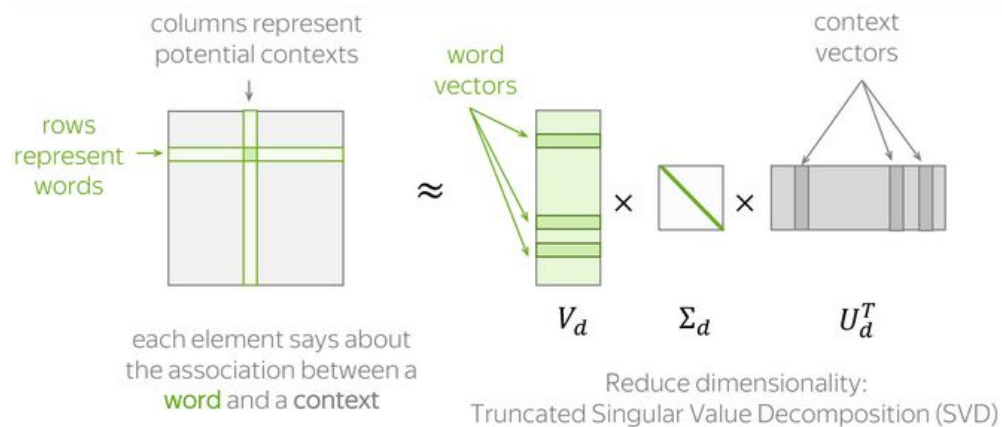 columns represent
potential contexts
rows
represent
words
each element says about
the association between a
word and a context
≈
word
vectors
×
×
context
vectors
V_d
Σ_d
U_d^T
Reduce dimensionality:
Truncated Singular Value Decomposition (SVD)